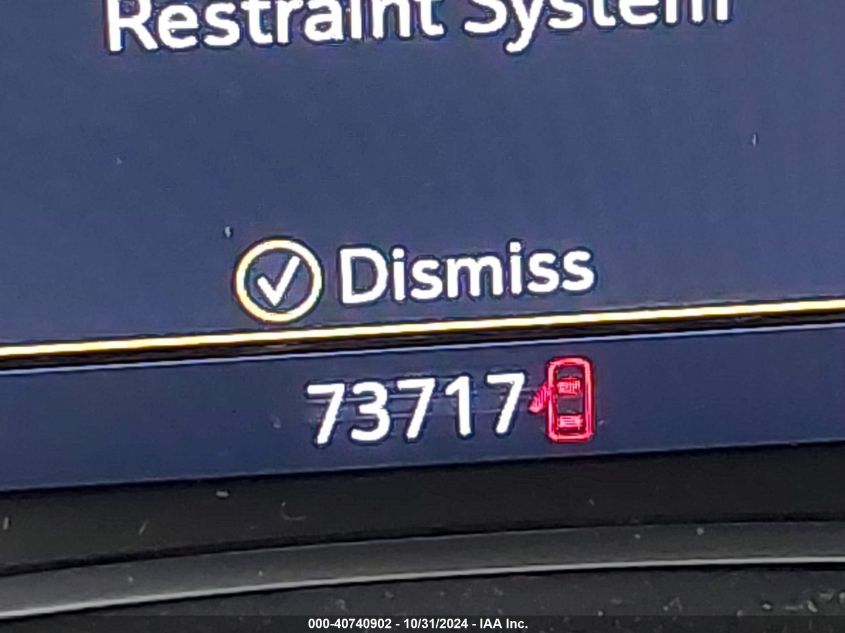 Restraint System
Dismiss
73717
000-40740902 - 10/31/2024 - IAA Inc.